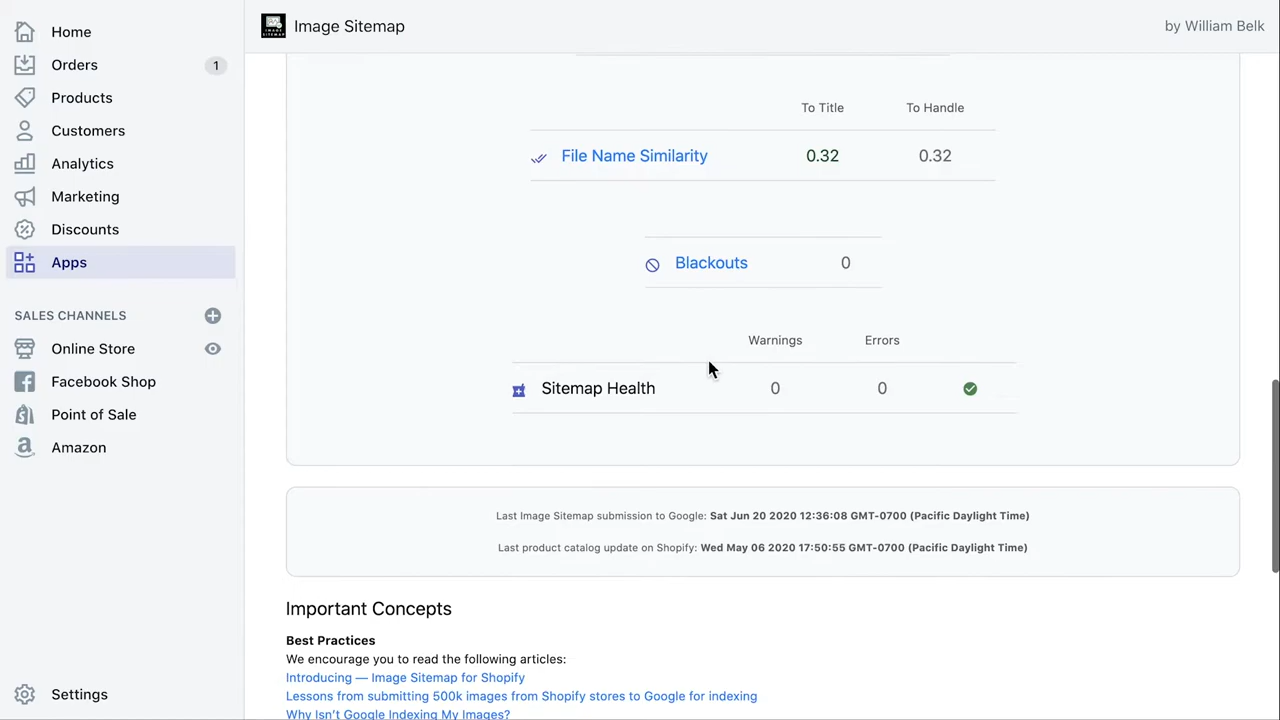 Home
Orders 1
Products
Customers
Analytics
Marketing
Discounts
Apps
SALES CHANNELS
Online Store
Facebook Shop
Point of Sale
Amazon
Settings
Image Sitemap
by William Belk
To Title To Handle
File Name Similarity 0.32 0.32
Blackouts 0
Warnings Errors
Sitemap Health 0 0
Last Image Sitemap submission to Google: Sat Jun 20 2020 12:36:08 GMT-0700 (Pacific Daylight Time)
Last product catalog update on Shopify: Wed May 06 2020 17:50:55 GMT-0700 (Pacific Daylight Time)
Important Concepts
Best Practices
We encourage you to read the following articles:
Introducing — Image Sitemap for Shopify
Lessons from submitting 500k images from Shopify stores to Google for indexing
Why Isn't Google Indexing My Images?